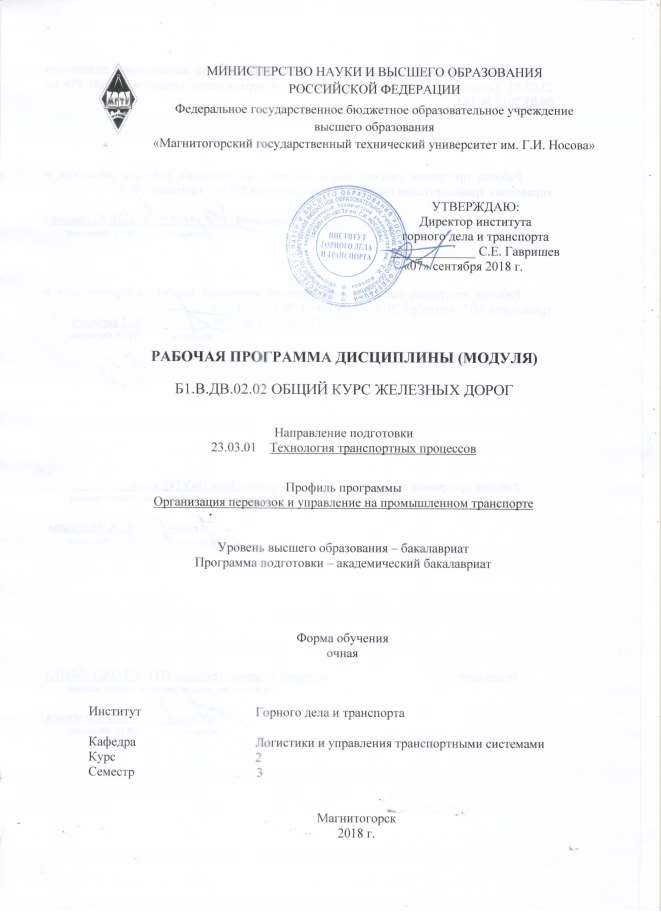 МИНИСТЕРСТВО НАУКИ И ВЫСШЕГО ОБРАЗОВАНИЯ
РОССИЙСКОЙ ФЕДЕРАЦИИ
Федеральное государственное бюджетное образовательное учреждение
высшего образования
«Магнитогорский государственный технический университет им. Г.И. Носова»
УТВЕРЖДАЮ:
Директор института
горного дела и транспорта
С.Е. Гавришев
«07» сентября 2018 г.
ИНСТИТУТ
ГОРНОГО ДЕЛА
И ТРАНСПОРТА
РАБОЧАЯ ПРОГРАММА ДИСЦИПЛИНЫ (МОДУЛЯ)
Б1.В.ДВ.02.02 ОБЩИЙ КУРС ЖЕЛЕЗНЫХ ДОРОГ
Направление подготовки
23.03.01 Технология транспортных процессов
Профиль программы
Организация перевозок и управление на промышленном транспорте
Уровень высшего образования – бакалавриат
Программа подготовки – академический бакалавриат
Форма обучения
очная
Институт Горного дела и транспорта
Кафедра Логистики и управления транспортными системами
Курс 2
Семестр 3
Магнитогорск
2018 г.